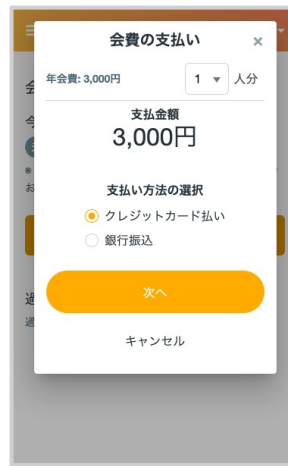 会費の支払い ×
年会費: 3,000円 1 人分
支払金額
3,000円
支払い方法の選択
クレジットカード払い
銀行振込
次へ
キャンセル